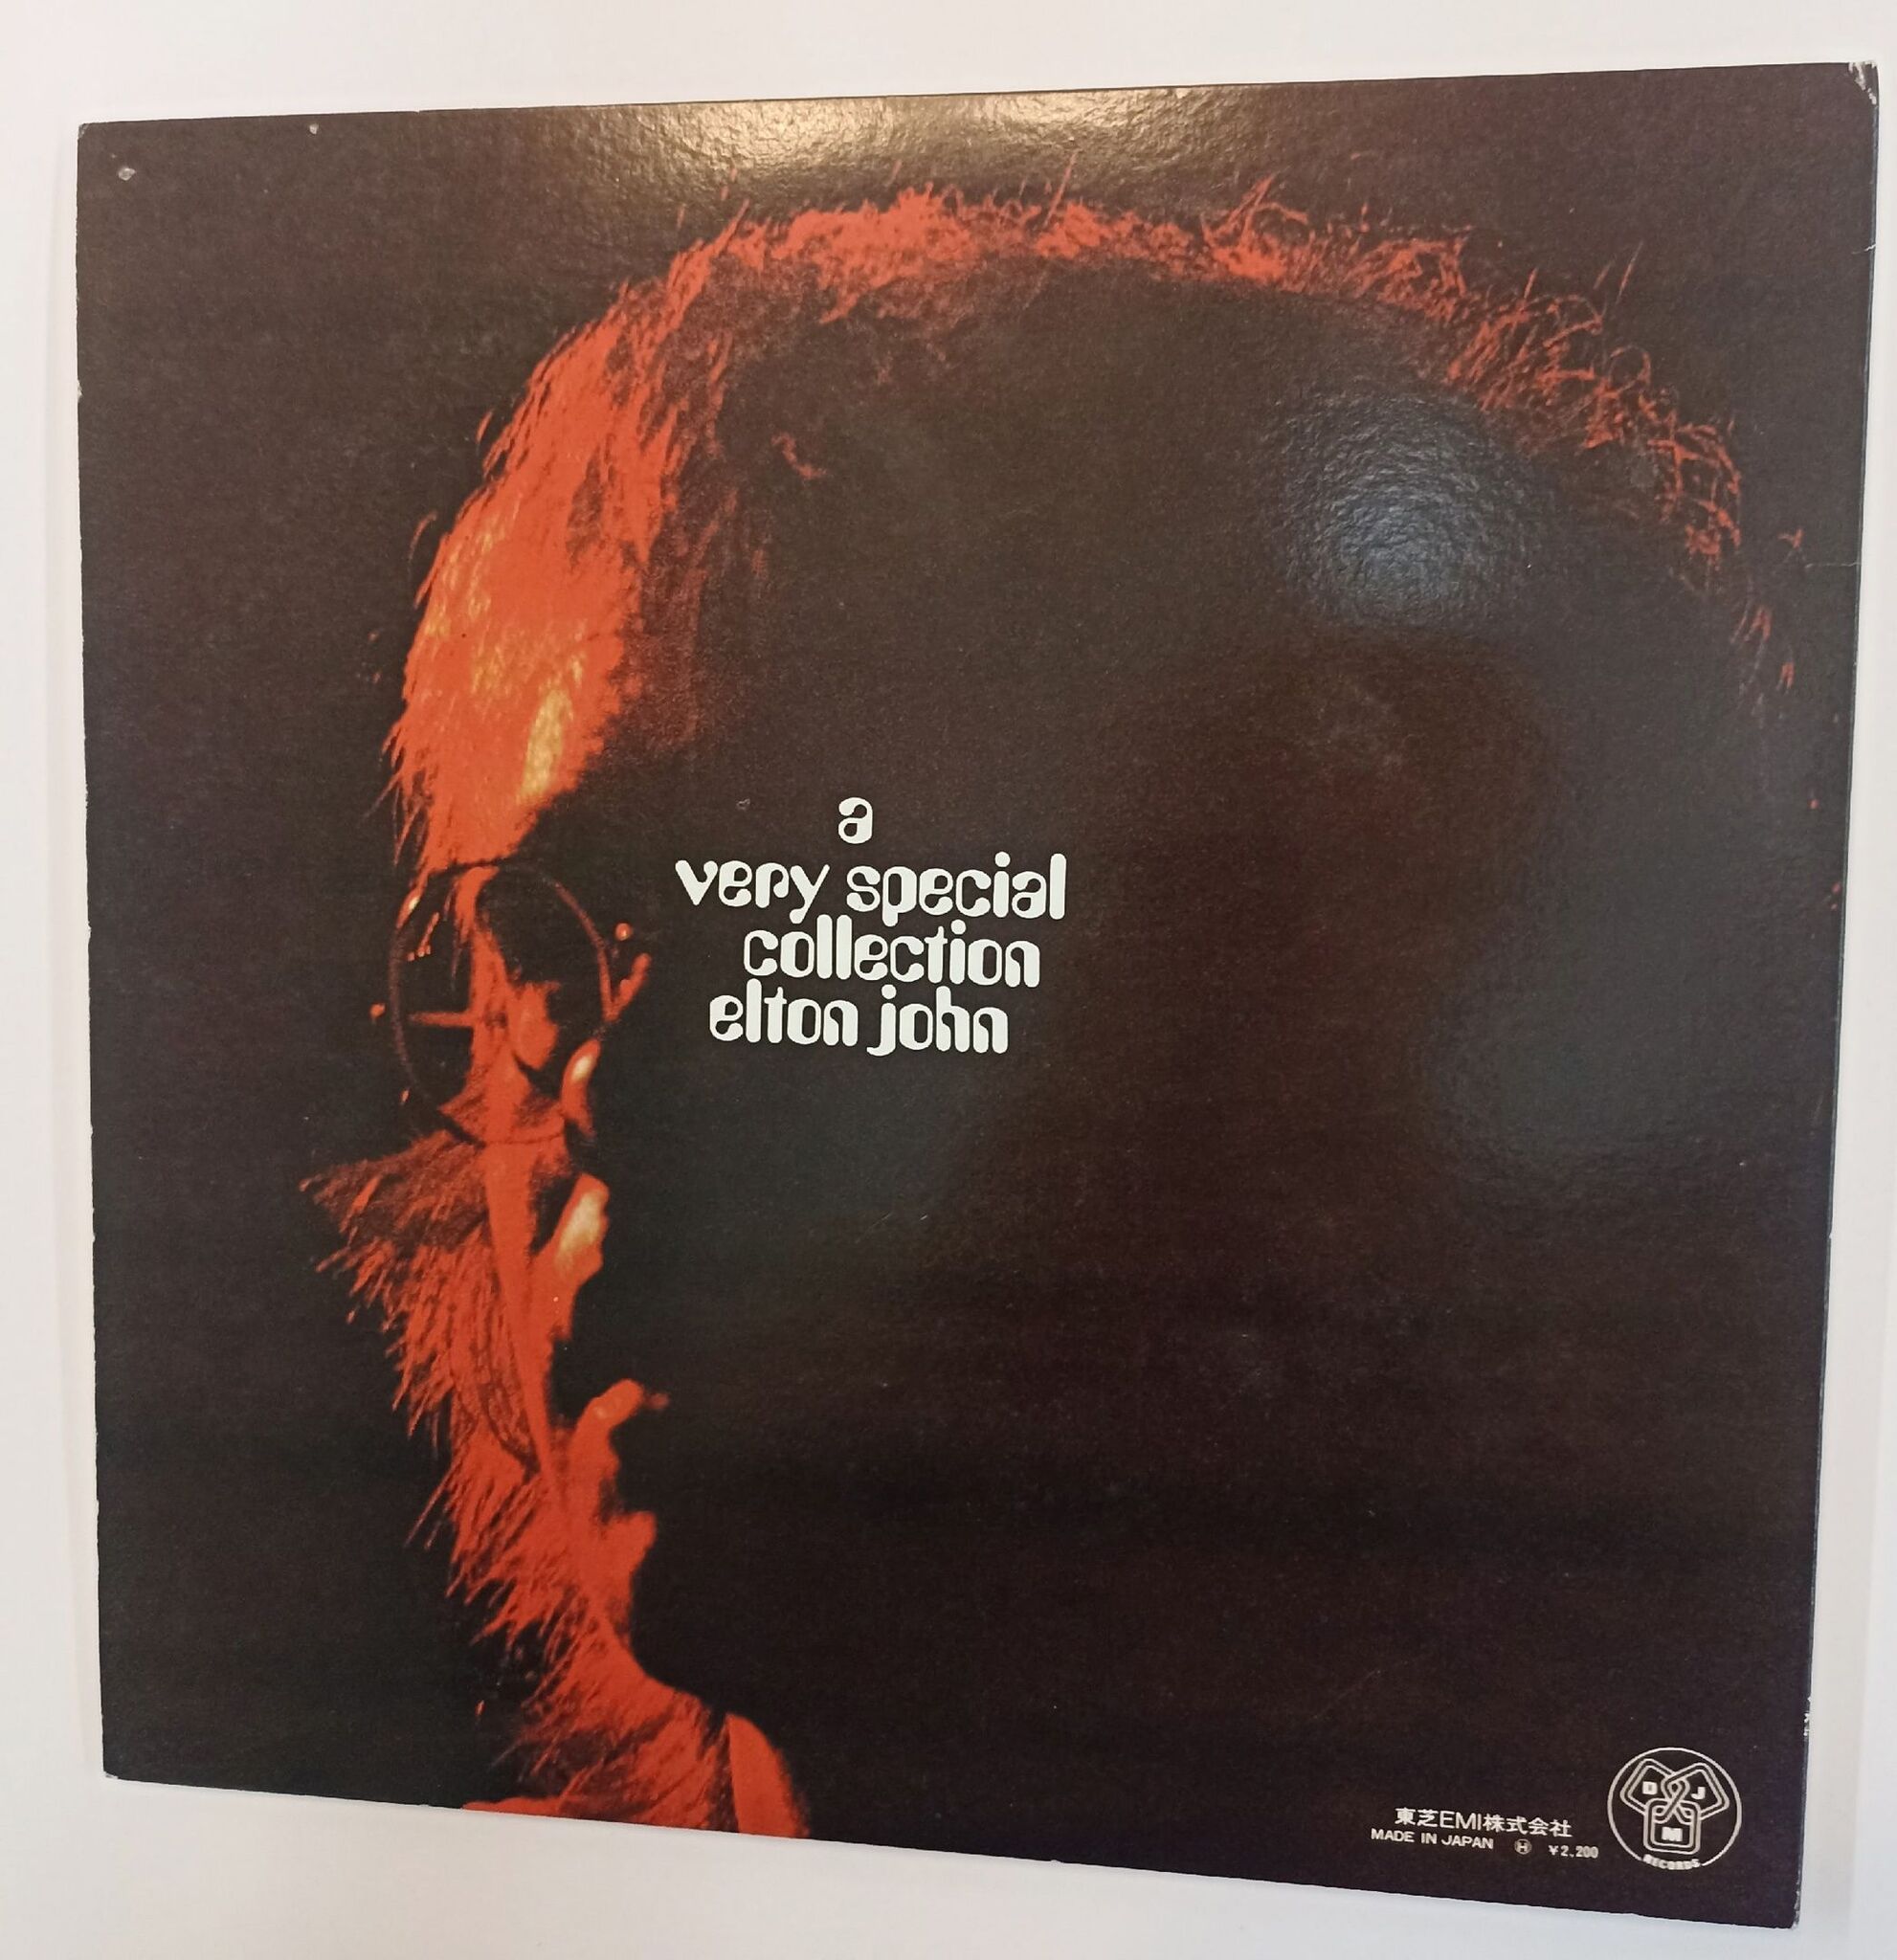 a
very special
collection
elton john
東芝EMI株式会社
MADE IN JAPAN Ⓗ ¥2,200
D J
M
RECORDS